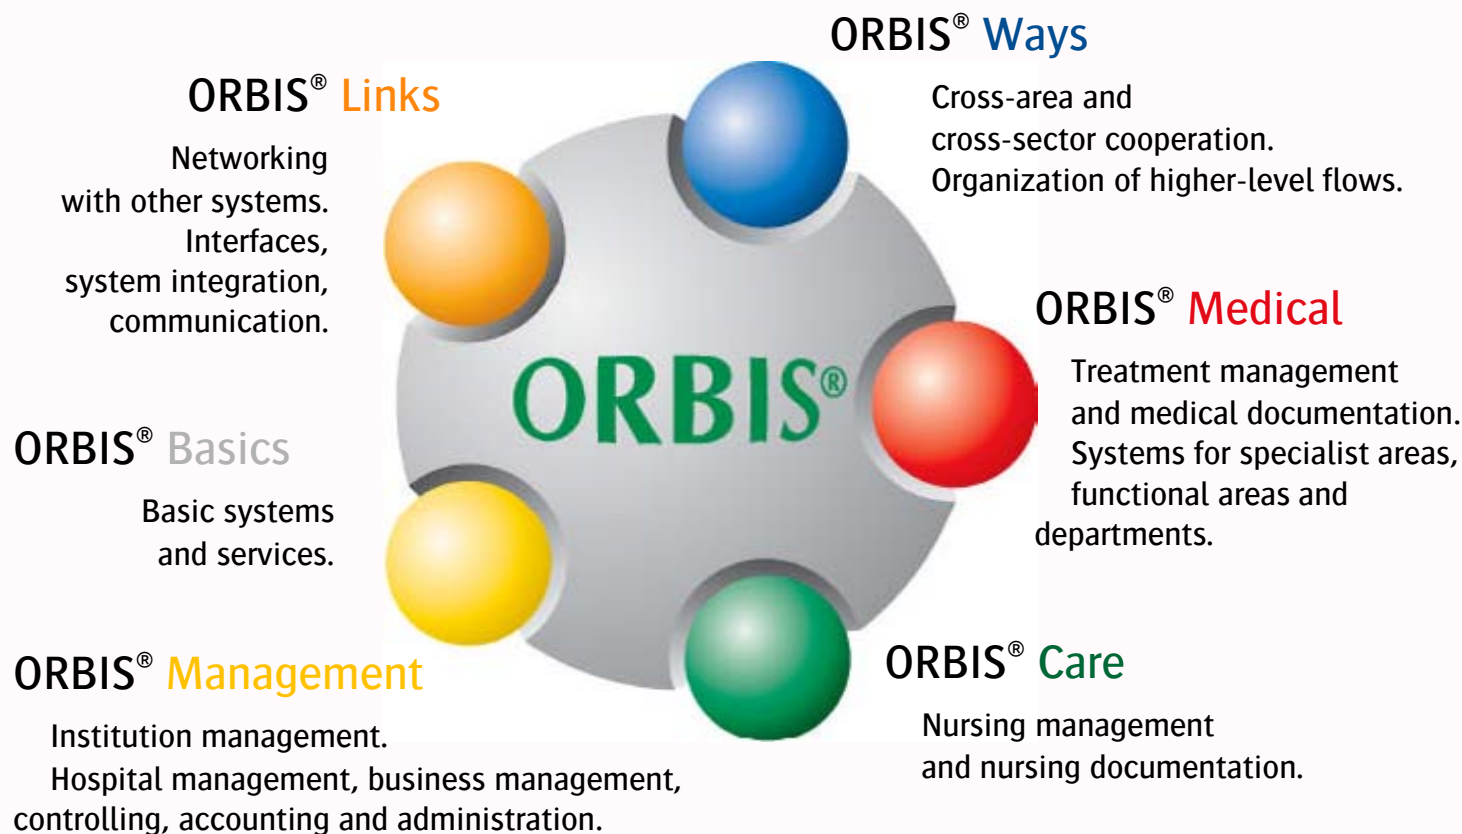 ORBIS® Ways
Cross-area and
cross-sector cooperation.
Organization of higher-level flows.
ORBIS® Links
Networking
with other systems.
Interfaces,
system integration,
communication.
ORBIS® Medical
Treatment management
and medical documentation.
Systems for specialist areas,
functional areas and
departments.
ORBIS®
ORBIS® Basics
Basic systems
and services.
ORBIS® Care
Nursing management
and nursing documentation.
ORBIS® Management
Institution management.
Hospital management, business management,
controlling, accounting and administration.